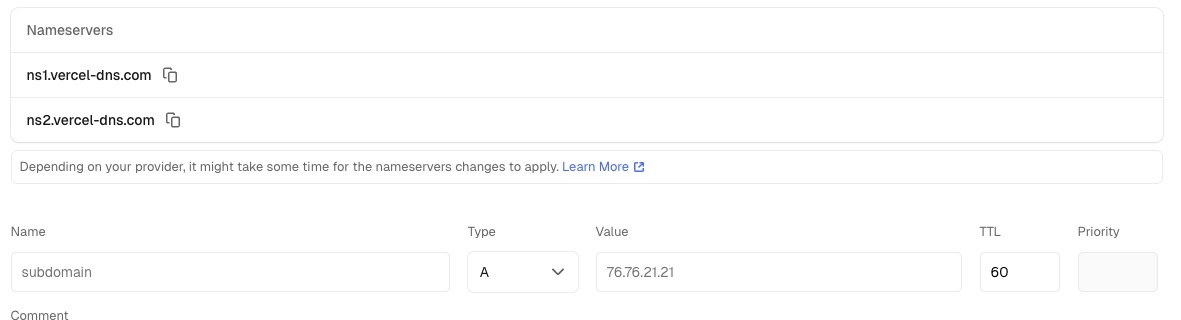 Nameservers
ns1.vercel-dns.com
ns2.vercel-dns.com
Depending on your provider, it might take some time for the nameservers changes to apply. Learn More
Name Type Value TTL Priority
subdomain A 76.76.21.21 60
Comment